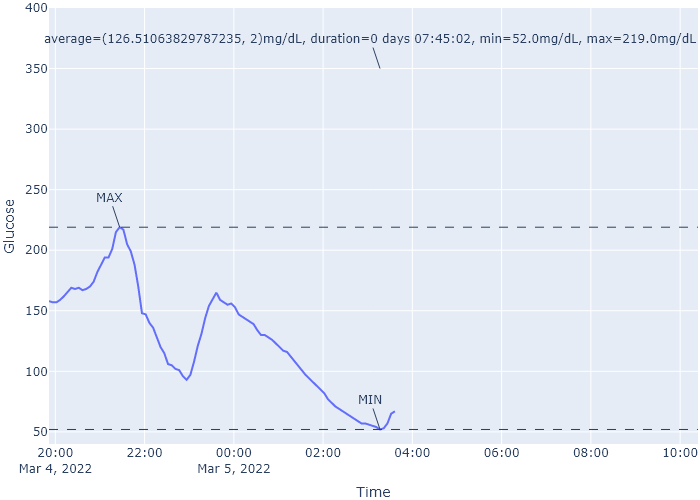 400
average=(126.51063829787235, 2)mg/dL, duration=0 days 07:45:02, min=52.0mg/dL, max=219.0mg/dL
350
300
250
MAX
Glucose
200
150
100
MIN
50
20:00 22:00 00:00 02:00 04:00 06:00 08:00 10:00
Mar 4, 2022 Mar 5, 2022
Time